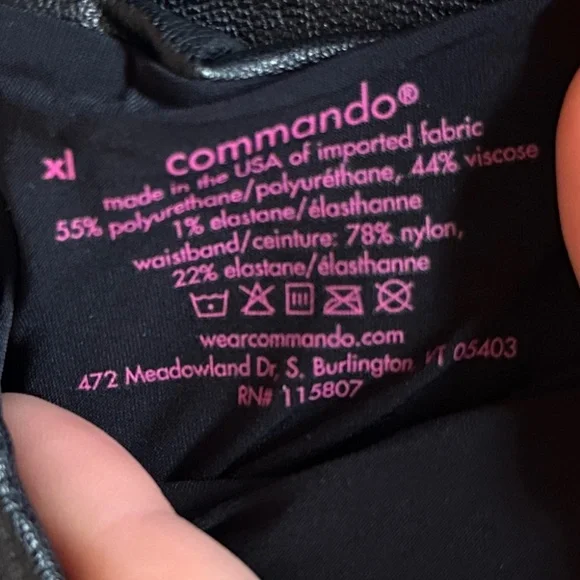 commando®
xl
made in the USA of imported fabric
55% polyurethane/polyuréthane, 44% viscose
1% elastane/élasthanne
waistband/ceinture: 78% nylon,
22% elastane/élasthanne
wearcommando.com
472 Meadowland Dr, S. Burlington, VT 05403
RN# 115807